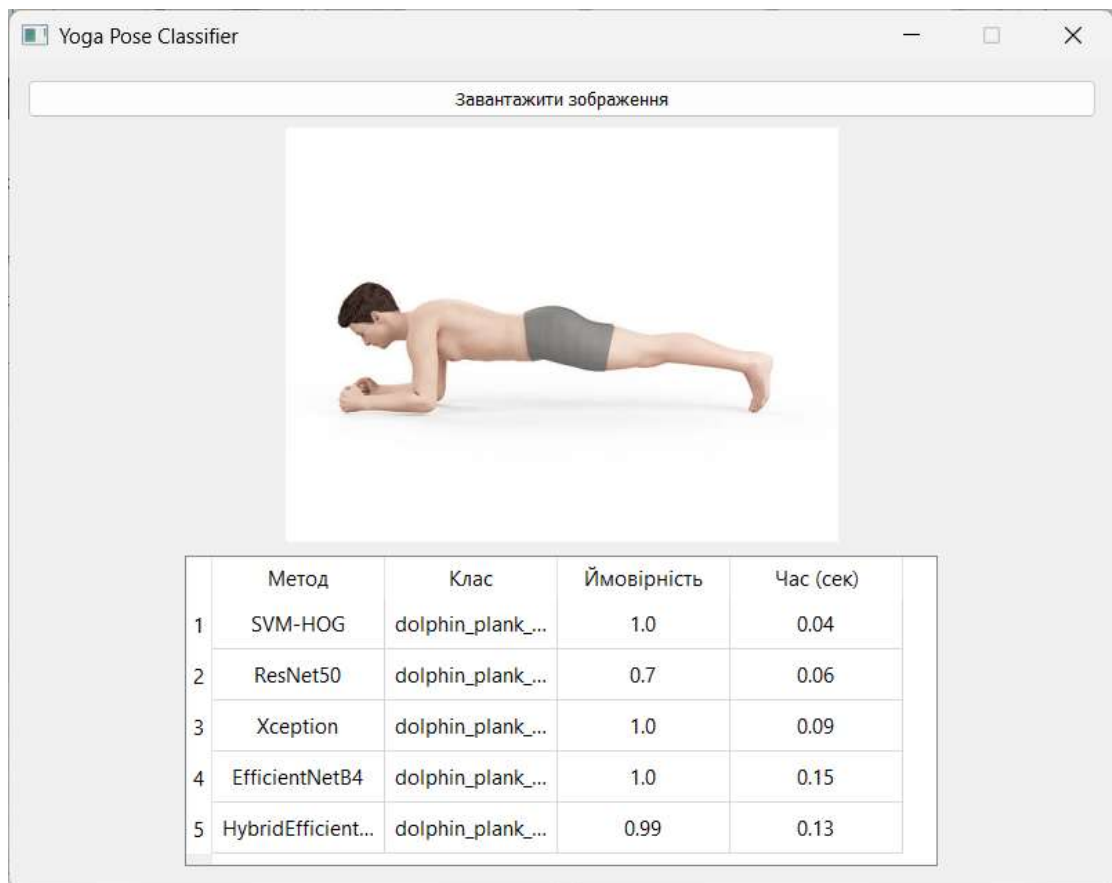 Yoga Pose Classifier
Завантажити зображення
Метод Клас Ймовірність Час (сек)
1 SVM-HOG dolphin_plank_... 1.0 0.04
2 ResNet50 dolphin_plank_... 0.7 0.06
3 Xception dolphin_plank_... 1.0 0.09
4 EfficientNetB4 dolphin_plank_... 1.0 0.15
5 HybridEfficient... dolphin_plank_... 0.99 0.13